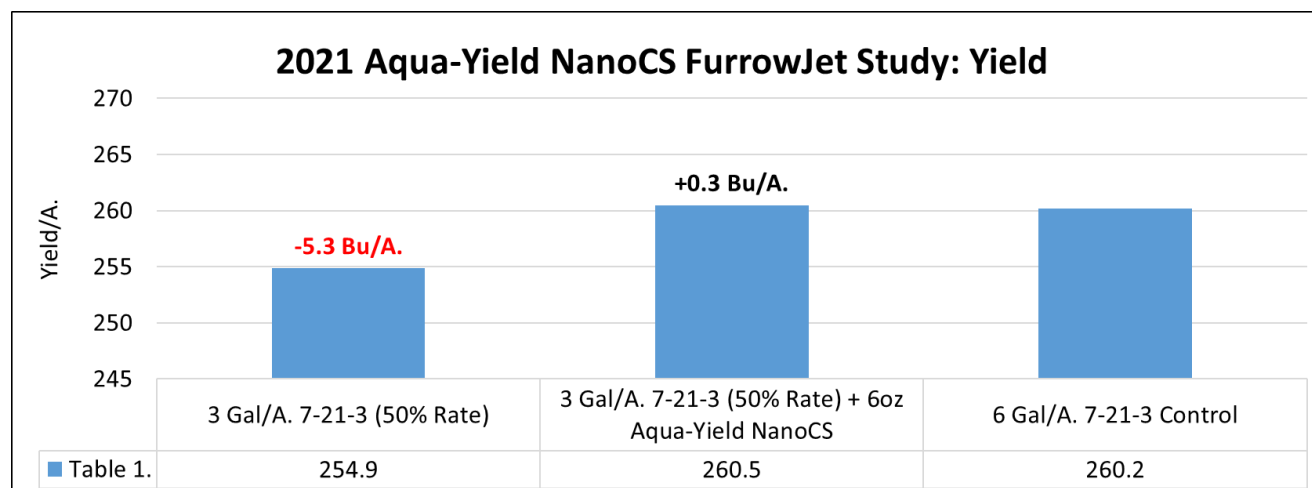 2021 Aqua-Yield NanoCS FurrowJet Study: Yield
270
265
260
255
250
245
Yield/A.
-5.3 Bu/A.
+0.3 Bu/A.
3 Gal/A. 7-21-3 (50% Rate)
3 Gal/A. 7-21-3 (50% Rate) + 6oz
Aqua-Yield NanoCS
6 Gal/A. 7-21-3 Control
Table 1.
254.9
260.5
260.2